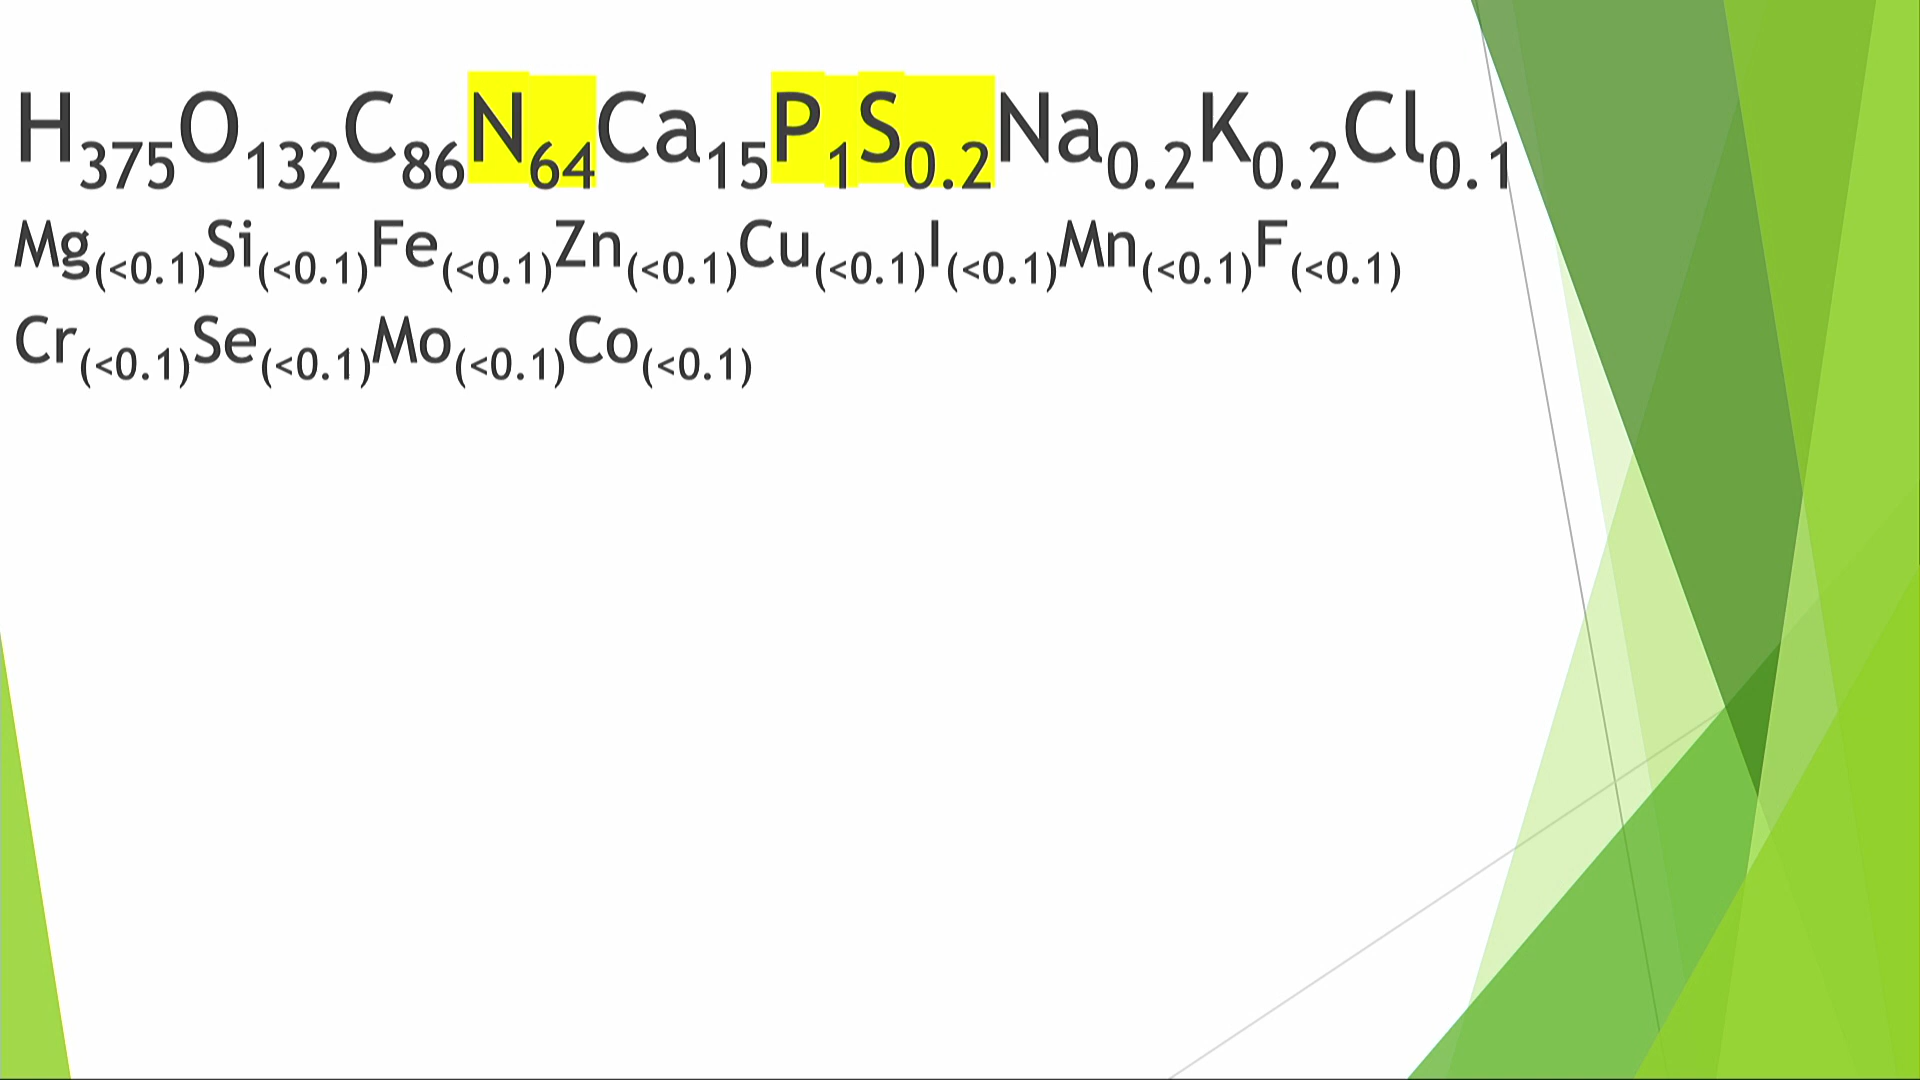 H₃₇₅O₁₃₂C₈₆N₆₄Ca₁₅P₁S₀.₂Na₀.₂K₀.₂Cl₀.₁
Mg₍<₀.₁₎Si₍<₀.₁₎Fe₍<₀.₁₎Zn₍<₀.₁₎Cu₍<₀.₁₎I₍<₀.₁₎Mn₍<₀.₁₎F₍<₀.₁₎
Cr₍<₀.₁₎Se₍<₀.₁₎Mo₍<₀.₁₎Co₍<₀.₁₎